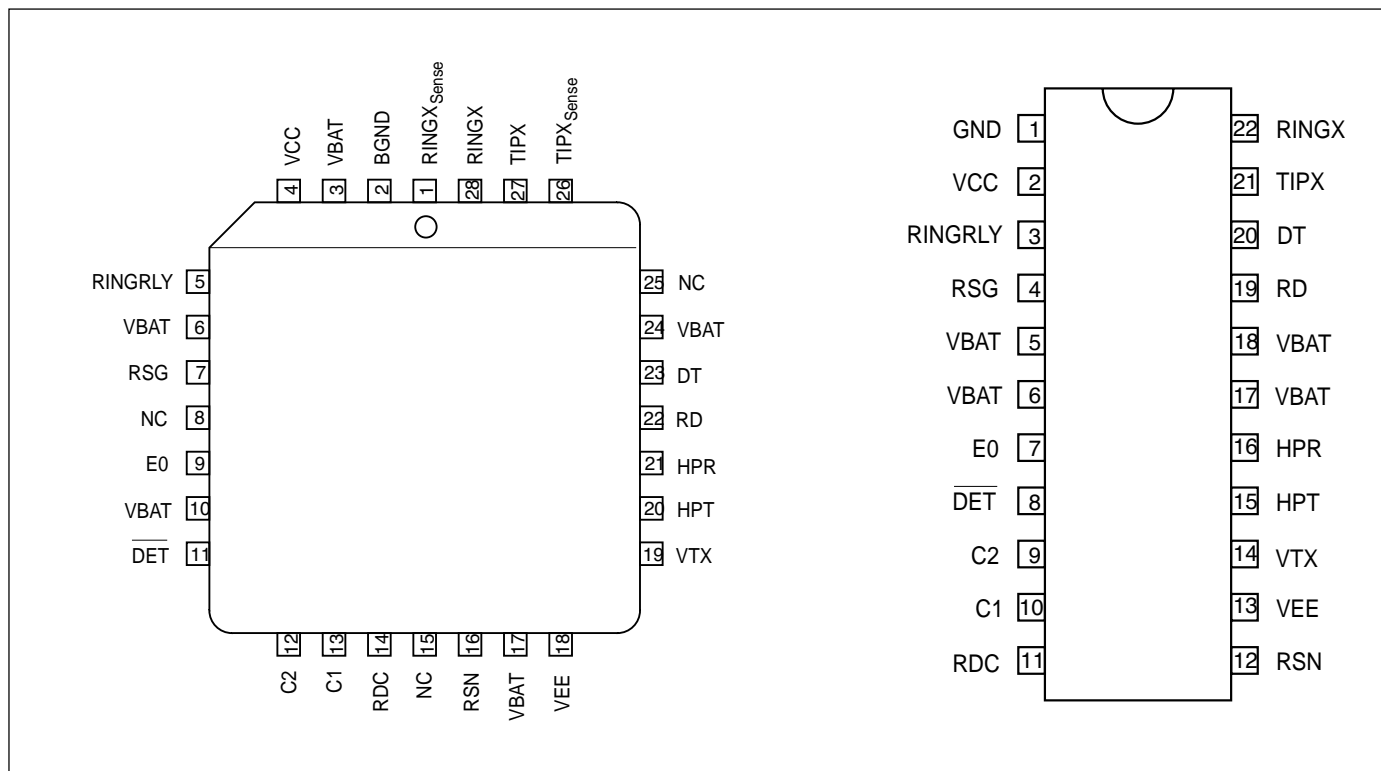 VCC VBAT BGND RINGXSense RINGX TIPX TIPXSense
4 3 2 1 28 27 26
RINGRLY 5
VBAT 6
RSG 7
NC 8
E0 9
VBAT 10
DET 11
25 NC
24 VBAT
23 DT
22 RD
21 HPR
20 HPT
19 VTX
12 13 14 15 16 17 18
C2 C1 RDC NC RSN VBAT VEE
GND 1
VCC 2
RINGRLY 3
RSG 4
VBAT 5
VBAT 6
E0 7
DET 8
C2 9
C1 10
RDC 11
22 RINGX
21 TIPX
20 DT
19 RD
18 VBAT
17 VBAT
16 HPR
15 HPT
14 VTX
13 VEE
12 RSN